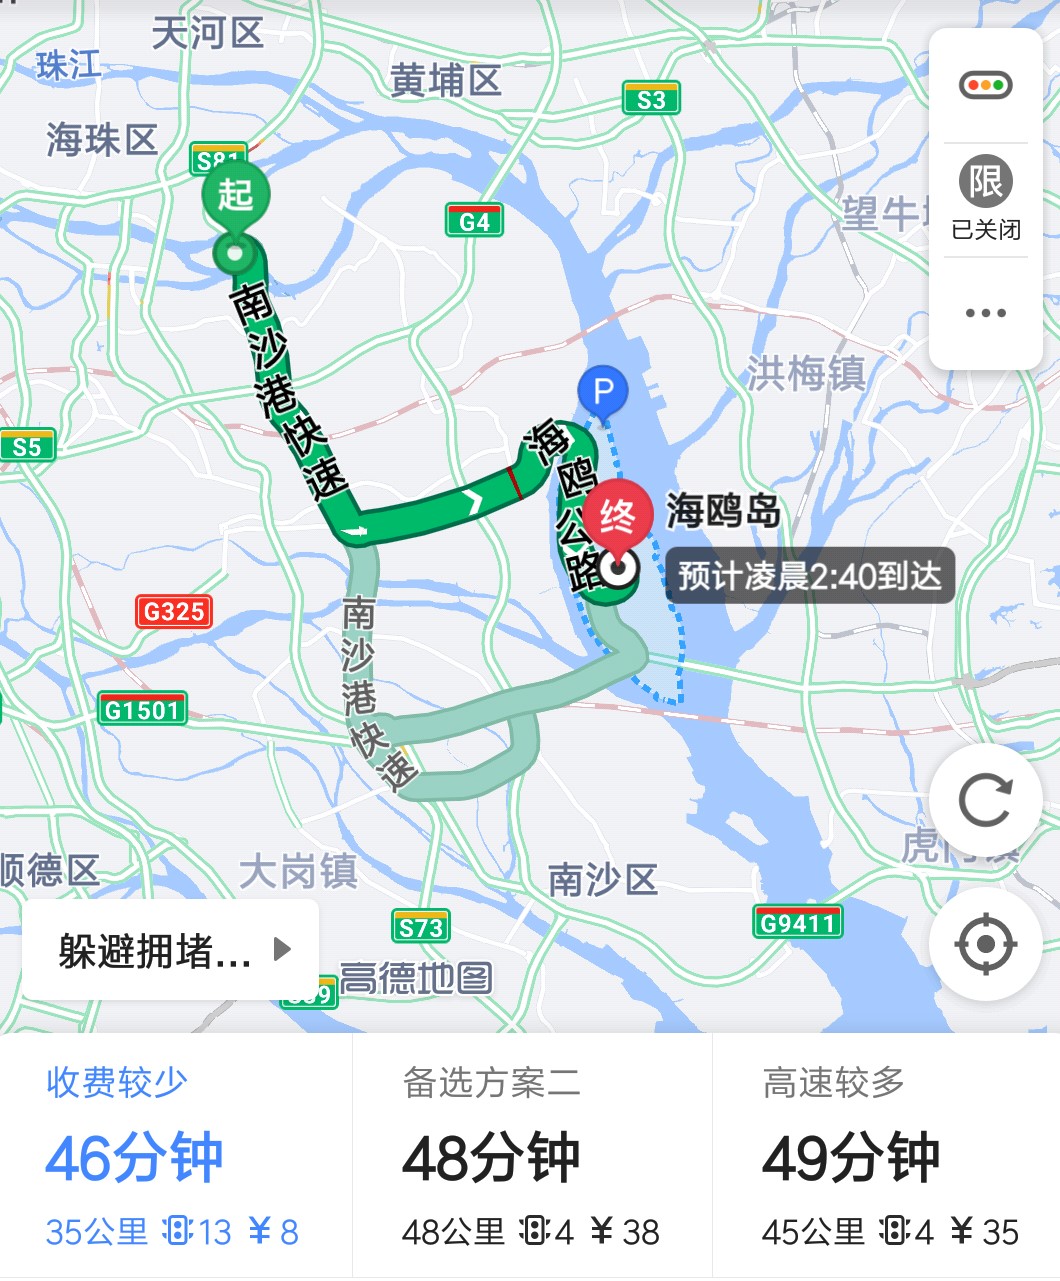 天河区
珠江
黄埔区
S3
海珠区
S81
起
限
已关闭
G4
南沙港快速
洪梅镇
P
S5
海鸥公路
终
海鸥岛
预计凌晨2:40到达
G325
南沙港快速
G1501
顺德区
大岗镇
南沙区
S73
G9411
躲避拥堵...
高德地图
收费较少
46分钟
35公里 13 ¥8
备选方案二
48分钟
48公里 4 ¥38
高速较多
49分钟
45公里 4 ¥35